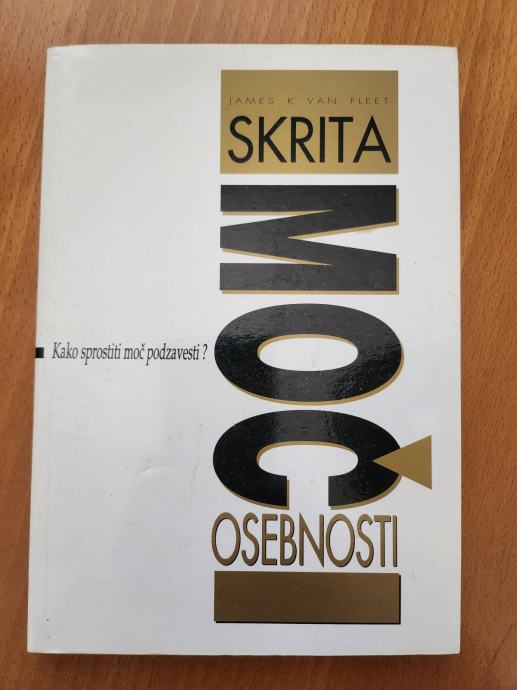 JAMES K VAN FLEET
SKRITA
MOČ
OSEBNOSTI
Kako sprostiti moč podzavesti ?